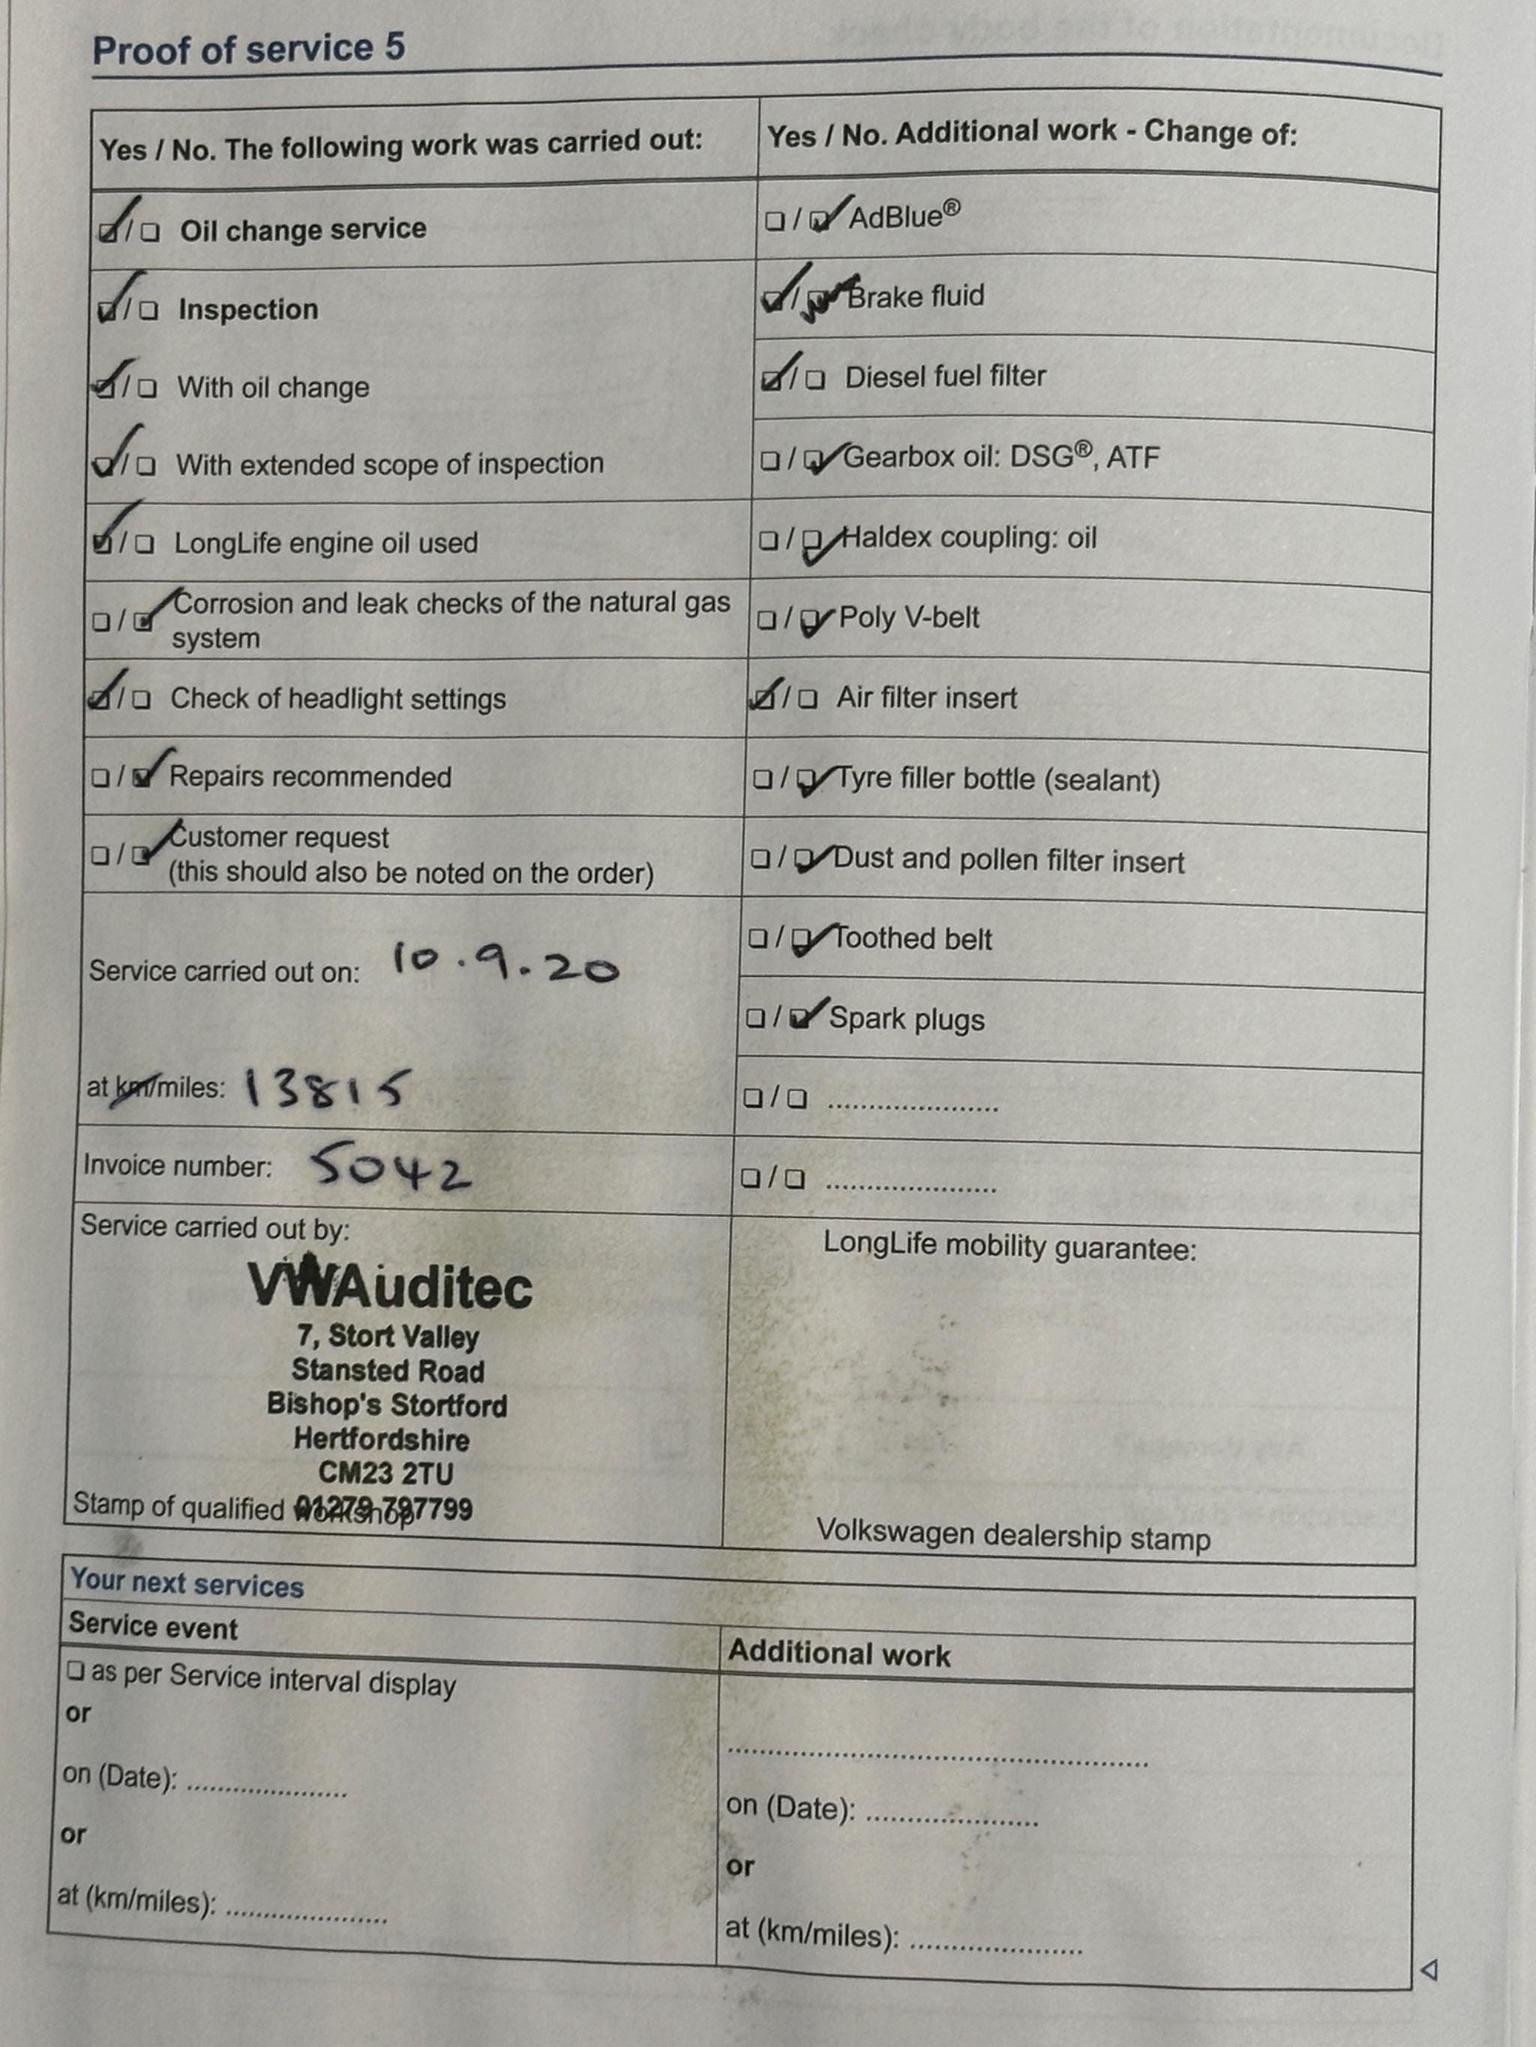 Proof of service 5
Yes / No. The following work was carried out:
☑/☐ Oil change service
☑/☐ Inspection
☑/☐ With oil change
☑/☐ With extended scope of inspection
☑/☐ LongLife engine oil used
☐/☑ Corrosion and leak checks of the natural gas
system
☑/☐ Check of headlight settings
☐/☑ Repairs recommended
☐/☑ Customer request
(this should also be noted on the order)
Service carried out on: 10.9.20
at km/miles: 13815
Invoice number: 5042
Service carried out by:
VWAuditec
7, Stort Valley
Stansted Road
Bishop's Stortford
Hertfordshire
CM23 2TU
01279 797799
Stamp of qualified workshop
Yes / No. Additional work - Change of:
☐/☑ AdBlue®
☑/☐ Brake fluid
☑/☐ Diesel fuel filter
☐/☑ Gearbox oil: DSG®, ATF
☐/☑ Haldex coupling: oil
☐/☑ Poly V-belt
☑/☐ Air filter insert
☐/☑ Tyre filler bottle (sealant)
☐/☑ Dust and pollen filter insert
☐/☑ Toothed belt
☐/☑ Spark plugs
☐/☐ .....................
☐/☐ .....................
LongLife mobility guarantee:
Volkswagen dealership stamp
Your next services
Service event
☐ as per Service interval display
or
on (Date): ....................
or
at (km/miles): ....................
Additional work
.....................................................
on (Date): .....................
or
at (km/miles): .....................